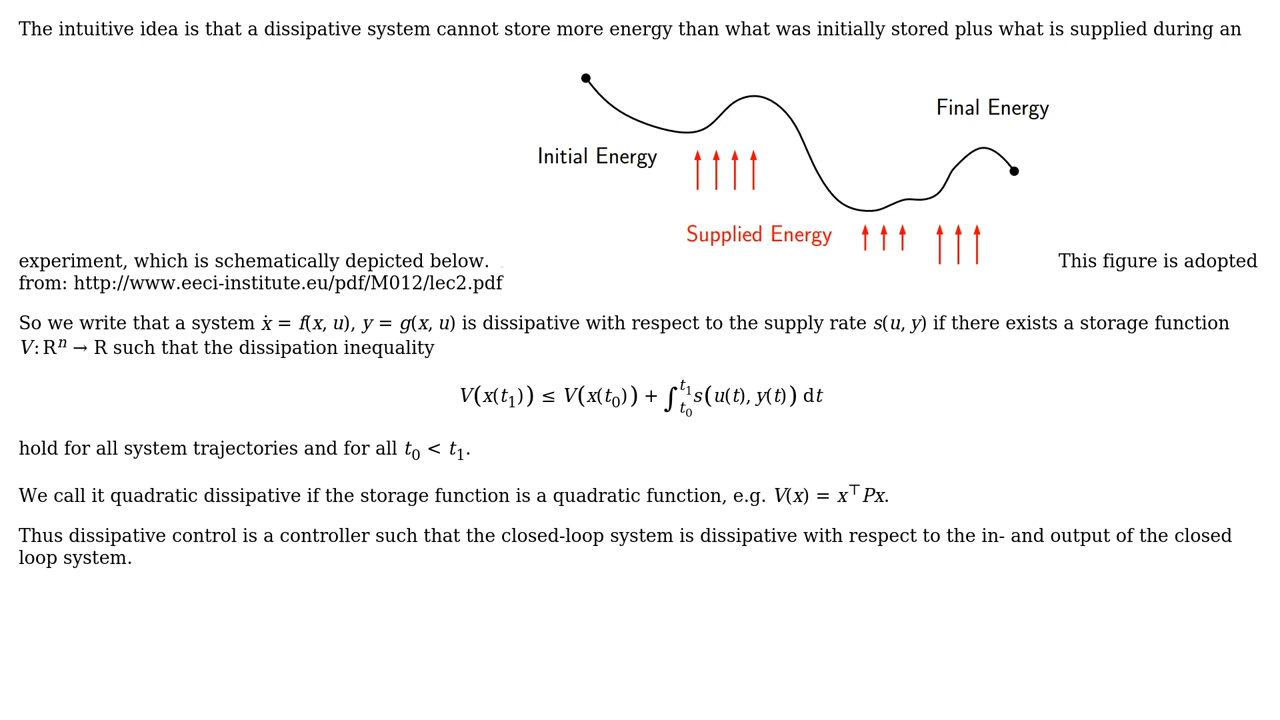 The intuitive idea is that a dissipative system cannot store more energy than what was initially stored plus what is supplied during an
Final Energy
Initial Energy
Supplied Energy
experiment, which is schematically depicted below. This figure is adopted
from: http://www.eeci-institute.eu/pdf/M012/lec2.pdf
So we write that a system ẋ = f(x, u), y = g(x, u) is dissipative with respect to the supply rate s(u, y) if there exists a storage function
V: Rⁿ → R such that the dissipation inequality
V(x(t₁)) ≤ V(x(t₀)) + ∫_{t₀}^{t₁} s(u(t), y(t)) dt
hold for all system trajectories and for all t₀ < t₁.
We call it quadratic dissipative if the storage function is a quadratic function, e.g. V(x) = x^⊤ Px.
Thus dissipative control is a controller such that the closed-loop system is dissipative with respect to the in- and output of the closed
loop system.